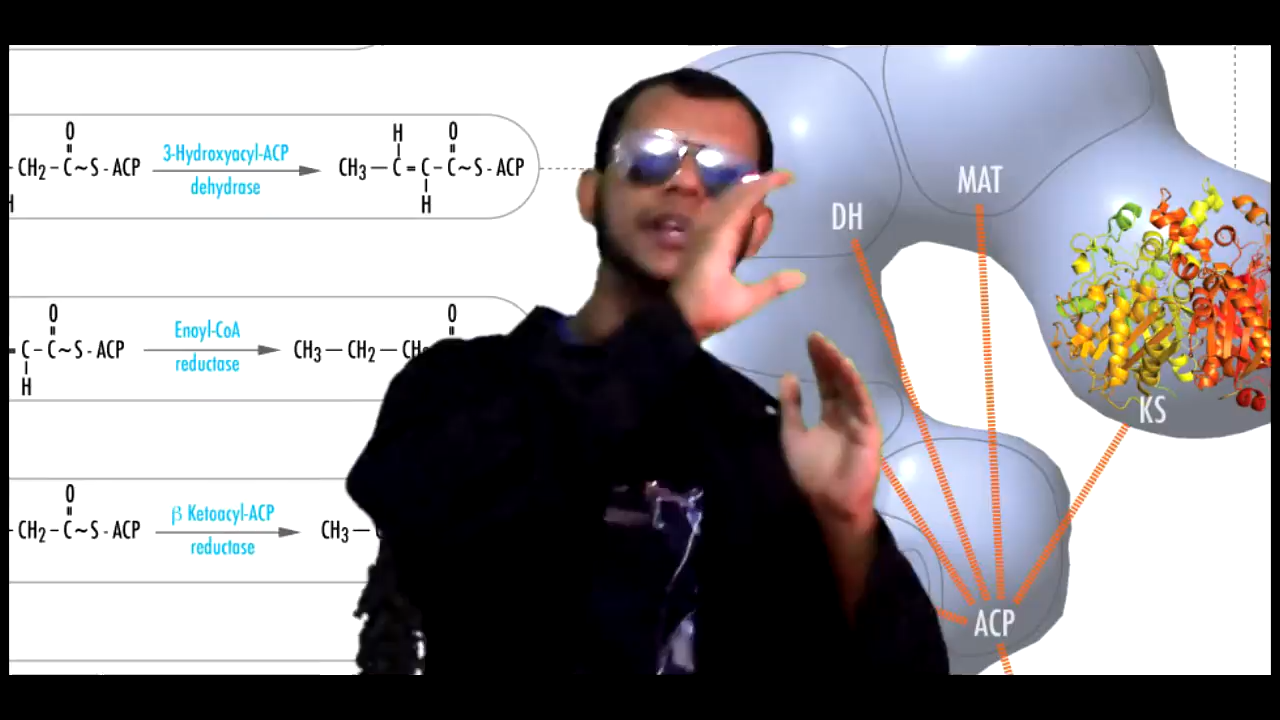 H O
O
CH₂ – C ~ S - ACP 3-Hydroxyacyl-ACP CH₃ — C = C – C ~ S - ACP
dehydrase
H H
MAT
DH
O O
C – C ~ S - ACP Enoyl-CoA CH₃ — CH₂ — CH
reductase
H
KS
O
CH₂ – C ~ S - ACP β Ketoacyl-ACP CH₃ —
reductase
ACP